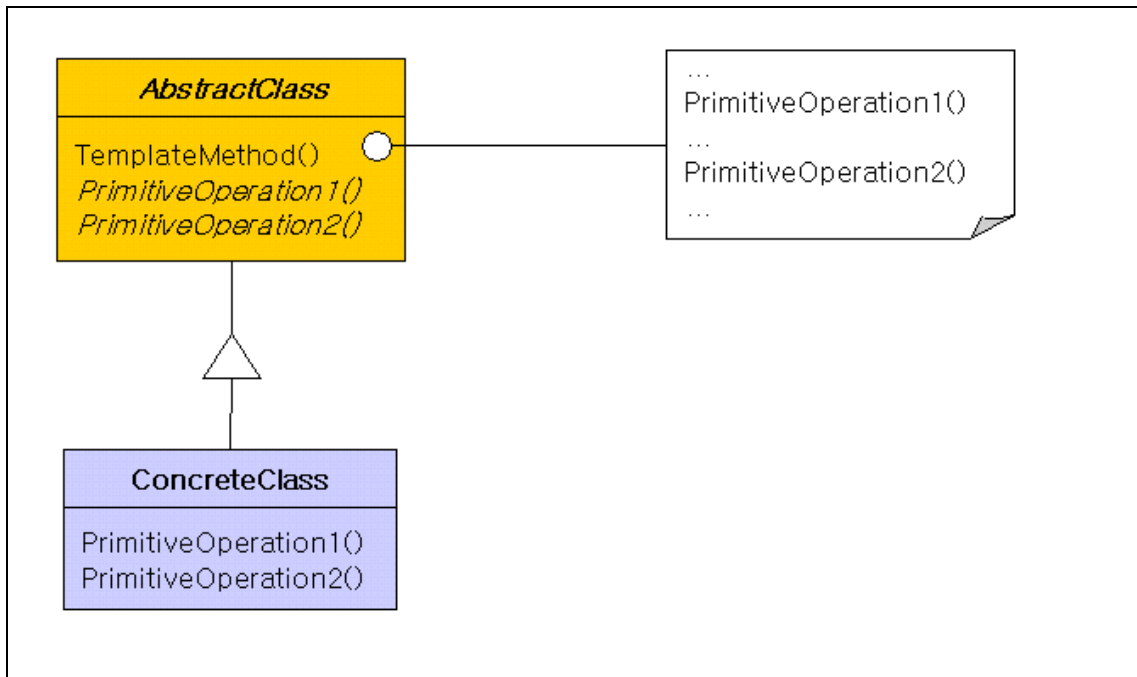 AbstractClass
TemplateMethod()
PrimitiveOperation1()
PrimitiveOperation2()
...
PrimitiveOperation1()
...
PrimitiveOperation2()
...
ConcreteClass
PrimitiveOperation1()
PrimitiveOperation2()